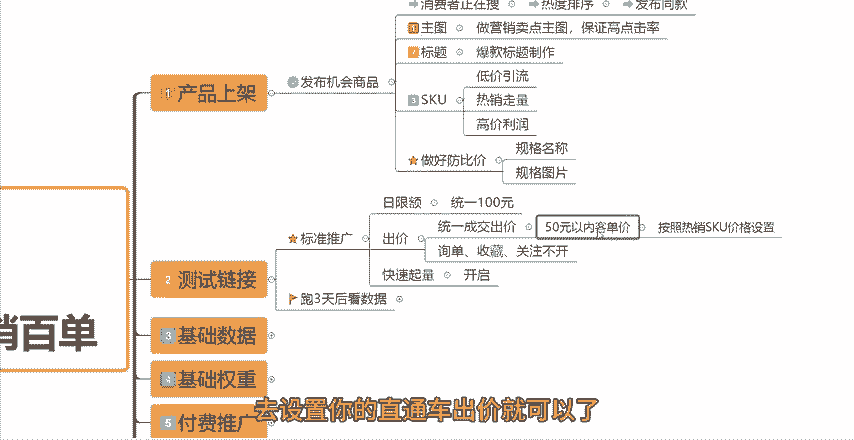 消费者正在搜 热度排序 发布同款
1 主图 做营销卖点主图，保证高点击率
2 标题 爆款标题制作
1 产品上架 发布机会商品
低价引流
3 SKU 热销走量
高价利润
做好防比价 规格名称
规格图片
日限额 统一100元
标准推广 出价 统一成交出价 50元以内客单价 按照热销SKU价格设置
询单、收藏、关注不开
快速起量 开启
2 测试链接
跑3天后看数据
销百单
3 基础数据
4 基础权重
5 付费推广
去设置你的直通车出价就可以了